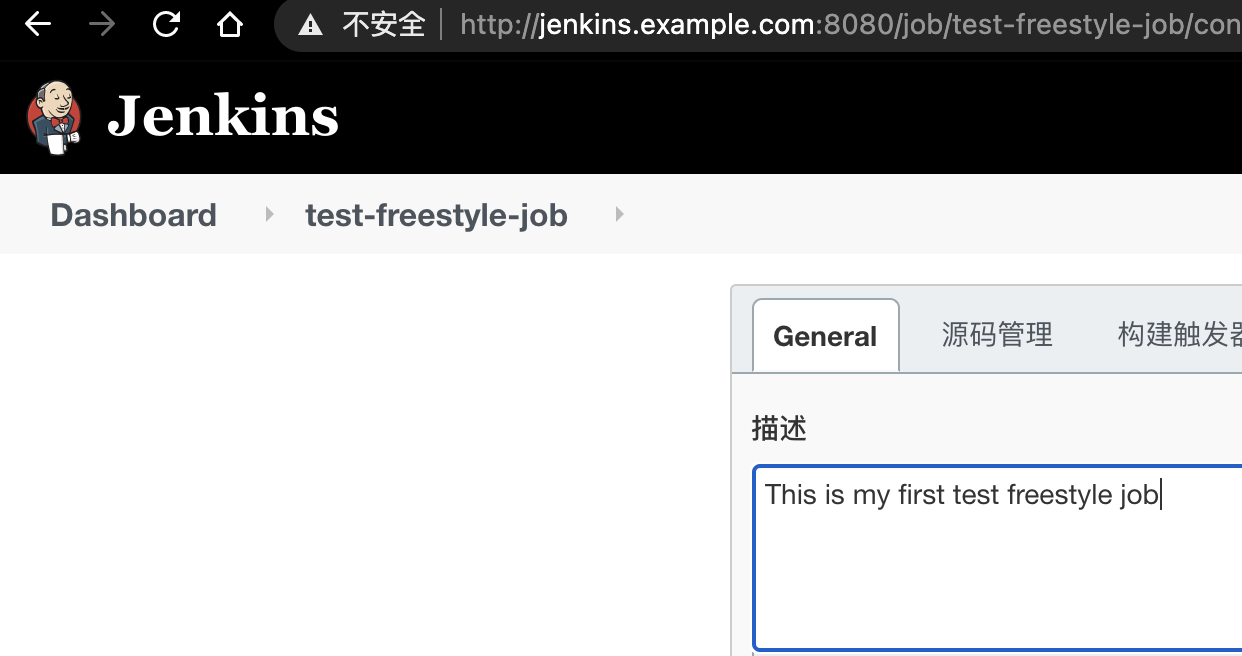 不安全 http://jenkins.example.com:8080/job/test-freestyle-job/con
Jenkins
Dashboard test-freestyle-job
General 源码管理 构建触发器
描述
This is my first test freestyle job